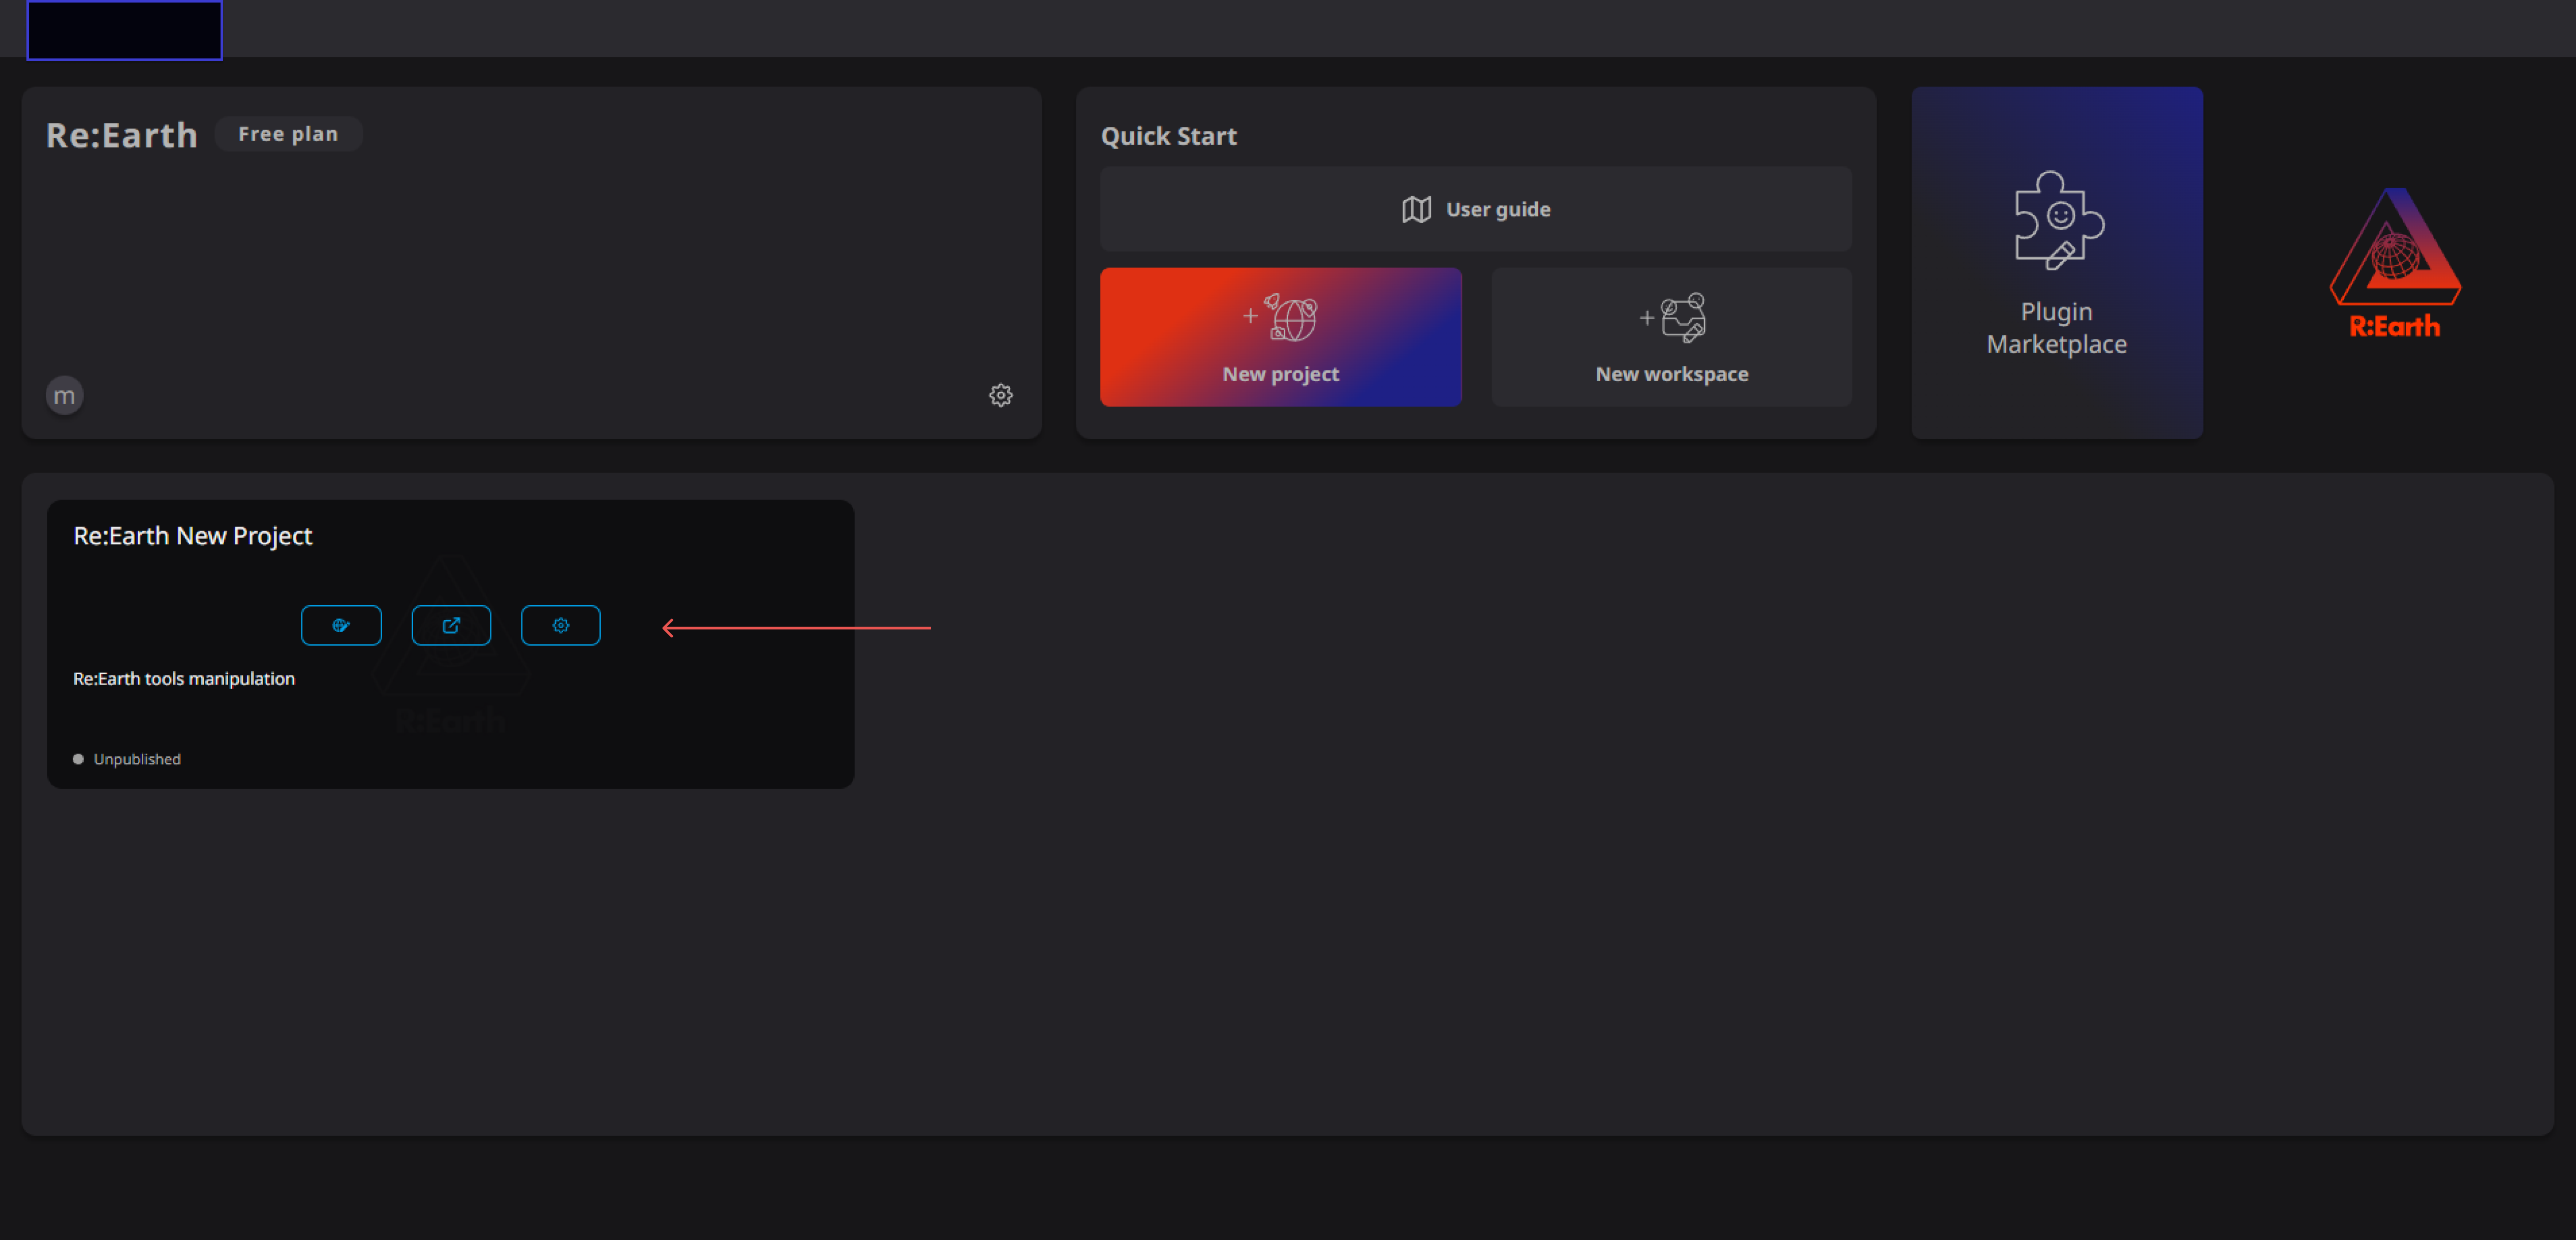 Re:Earth
Free plan
m
Quick Start
User guide
New project
New workspace
Plugin
Marketplace
R:Earth
Re:Earth New Project
Re:Earth tools manipulation
R:Earth
Unpublished